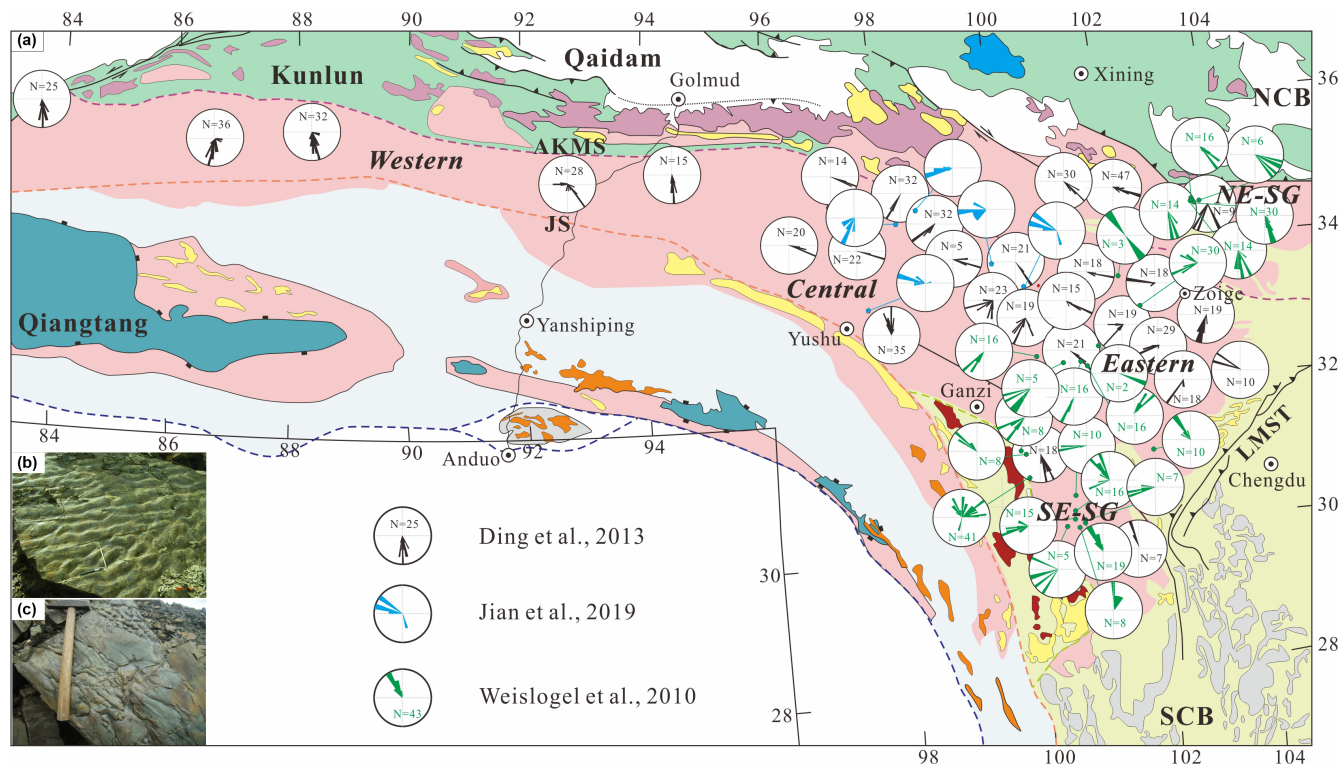 84
86
88
90
92
94
96
98
100
102
104
(a)
Kunlun
Qaidam
Golmud
Xining
NCB
36
N=25
N=36
N=32
Western
AKMS
N=28
JS
N=15
N=14
N=32
N=32
N=30
N=47
N=16
N=6
NE-SG
N=14
N=9
N=30
34
N=20
N=22
N=5
N=21
N=3
N=18
N=30
N=14
N=18
Central
N=23
N=19
N=15
Zoige
N=19
N=19
Qiangtang
Yanshiping
Yushu
N=35
N=16
N=21
N=29
Eastern
32
N=5
N=16
N=2
N=18
N=10
Ganzi
N=8
N=8
N=10
N=16
N=10
LMST
N=18
Chengdu
84
86
88
90
92
94
Anduo
N=16
N=7
30
N=41
N=15
SE-SG
N=5
N=19
N=7
N=8
28
SCB
(b)
(c)
N=25
Ding et al., 2013
Jian et al., 2019
N=43
Weislogel et al., 2010
30
28
98
100
102
104